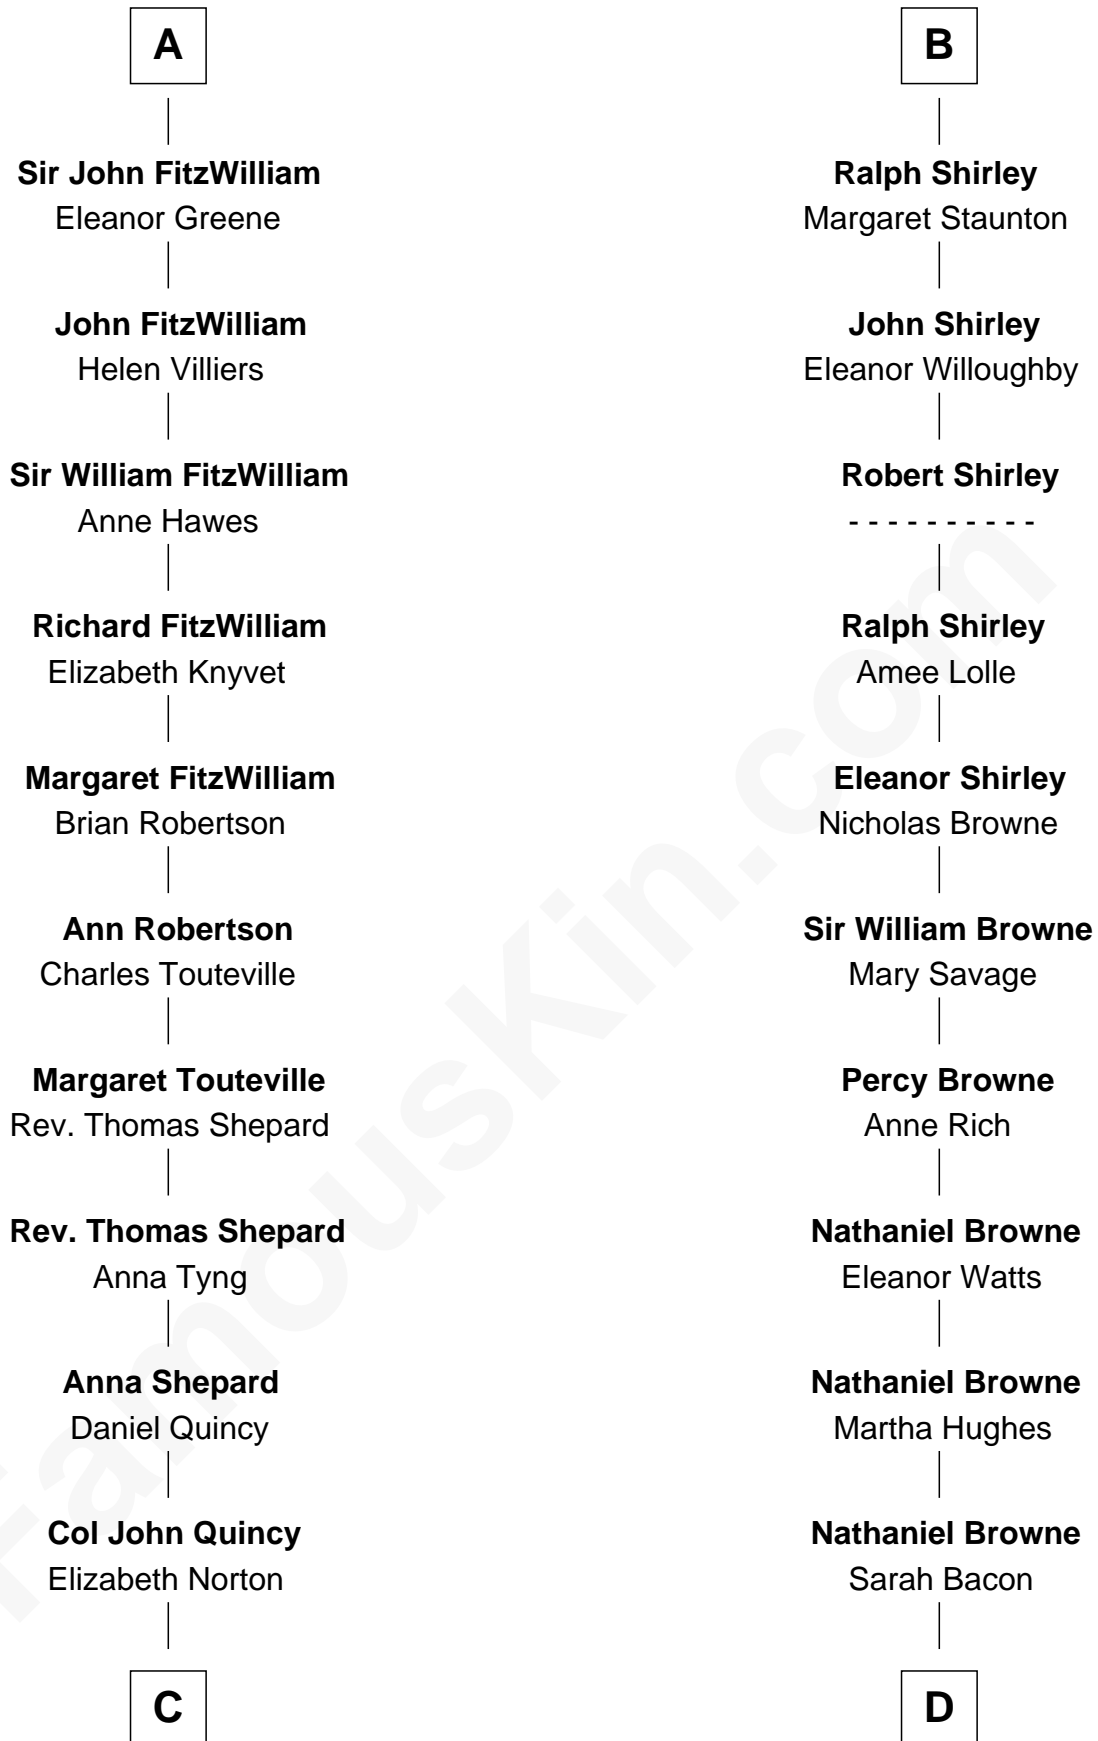 A
Sir John FitzWilliam
Eleanor Greene
John FitzWilliam
Helen Villiers
Sir William FitzWilliam
Anne Hawes
Richard FitzWilliam
Elizabeth Knyvet
Margaret FitzWilliam
Brian Robertson
Ann Robertson
Charles Touteville
Margaret Touteville
Rev. Thomas Shepard
Rev. Thomas Shepard
Anna Tyng
Anna Shepard
Daniel Quincy
Col John Quincy
Elizabeth Norton
C
B
Ralph Shirley
Margaret Staunton
John Shirley
Eleanor Willoughby
Robert Shirley
- - - - - - - - - -
Ralph Shirley
Amee Lolle
Eleanor Shirley
Nicholas Browne
Sir William Browne
Mary Savage
Percy Browne
Anne Rich
Nathaniel Browne
Eleanor Watts
Nathaniel Browne
Martha Hughes
Nathaniel Browne
Sarah Bacon
D
FamousKin.com